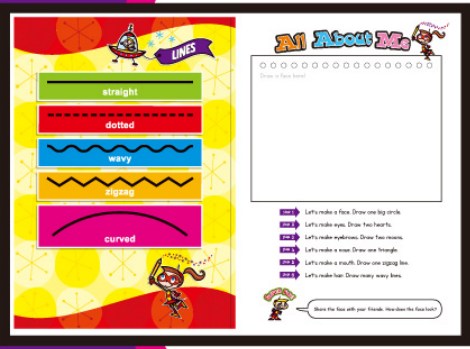 LINES
straight
dotted
wavy
zigzag
curved
All About Me
Draw a face here!
Let's make a face. Draw one big circle.
Let's make eyes. Draw two hearts.
Let's make eyebrows. Draw two moons.
Let's make a nose. Draw one triangle.
Let's make a mouth. Draw one zigzag line.
Let's make hair. Draw many wavy lines.
Share the face with your friends. How does the face look?